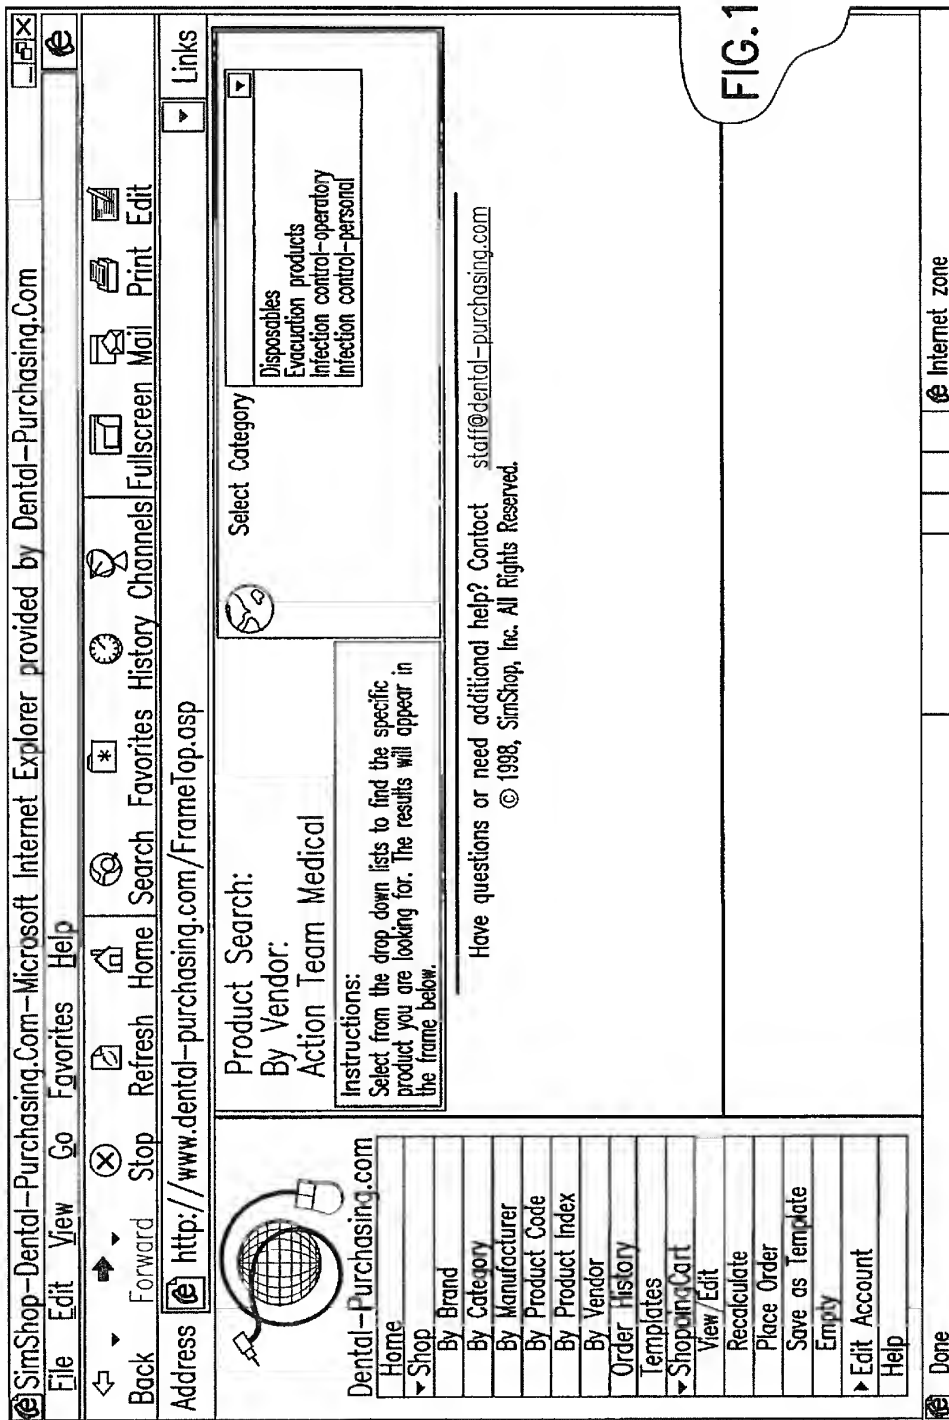 SimShop-Dental-Purchasing.Com-Microsoft Internet Explorer provided by Dental-Purchasing.Com
File Edit View Go Favorites Help
Back Forward Stop Refresh Home Search Favorites History Channels Fullscreen Mail Print Edit
Address http://www.dental-purchasing.com/FrameTop.asp Links
Dental-Purchasing.com
Home
Shop
By Brand
By Category
By Manufacturer
By Product Code
By Product Index
By Vendor
Order History
Templates
ShoppingCart
View/Edit
Recalculate
Place Order
Save as Template
Empty
Edit Account
Help
Product Search:
By Vendor:
Action Team Medical
Instructions:
Select from the drop down lists to find the specific
product you are looking for. The results will appear in
the frame below.
Select Category
Disposables
Evacuation products
Infection control-operatory
Infection control-personal
Have questions or need additional help? Contact staff@dental-purchasing.com
© 1998, SimShop, Inc. All Rights Reserved.
FIG.1
Done Internet zone